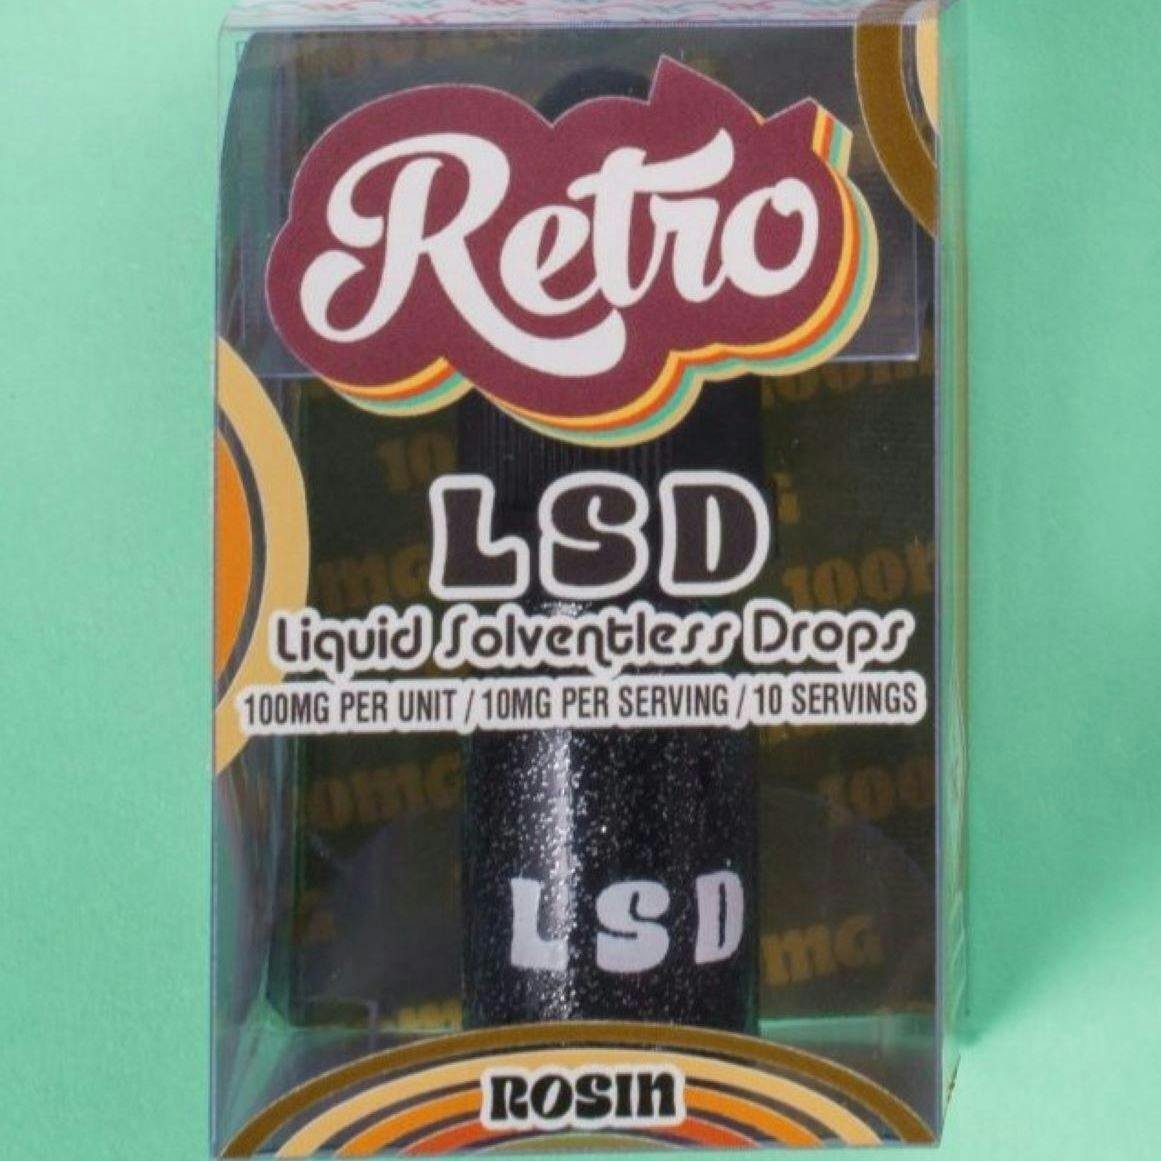 Retro
LSD
Liquid Solventless Drops
100MG PER UNIT / 10MG PER SERVING / 10 SERVINGS
LSD
ROSIN